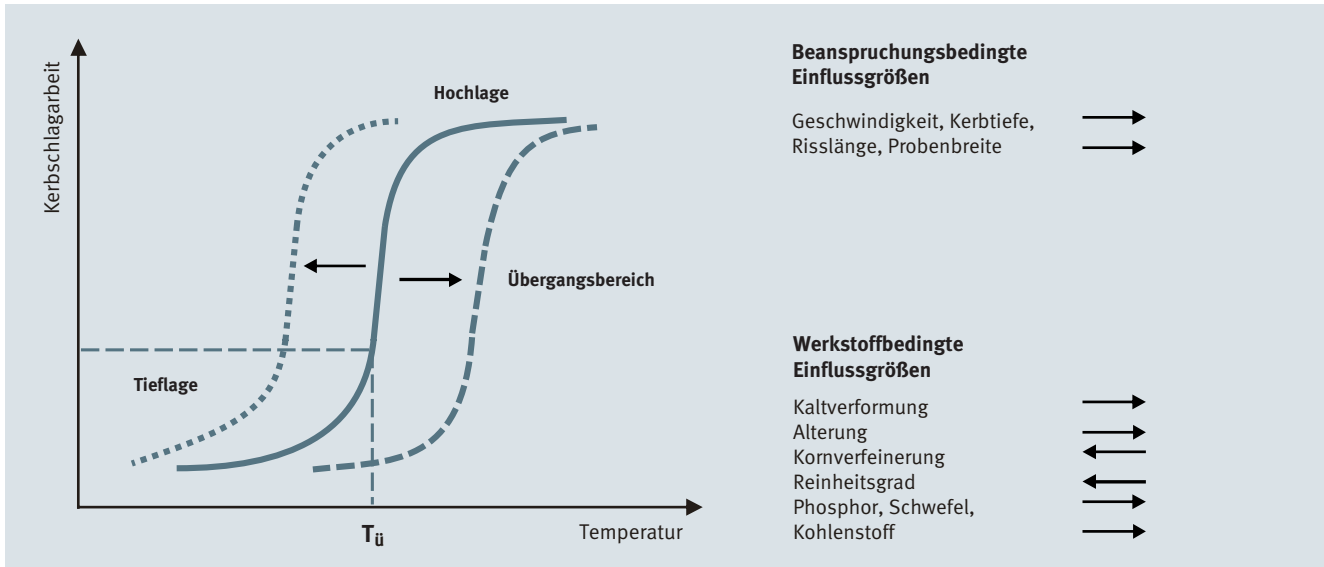 Kerbschlagarbeit
Hochlage
Übergangsbereich
Tieflage
Tü
Temperatur
Beanspruchungsbedingte
Einflussgrößen
Geschwindigkeit, Kerbtiefe,
Risslänge, Probenbreite
Werkstoffbedingte
Einflussgrößen
Kaltverformung
Alterung
Kornverfeinerung
Reinheitsgrad
Phosphor, Schwefel,
Kohlenstoff